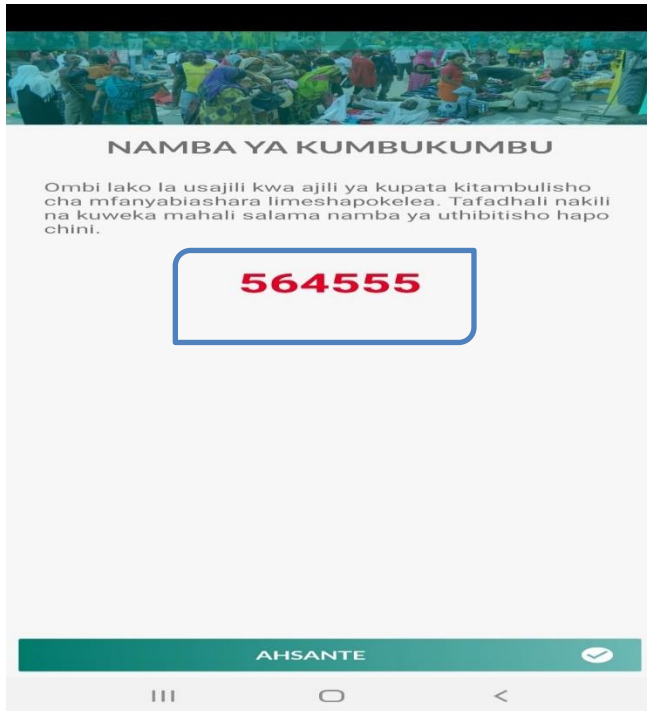 NAMBA YA KUMBUKUMBU
Ombi lako la usajili kwa ajili ya kupata kitambulisho
cha mfanyabiashara limeshapokelea. Tafadhali nakili
na kuweka mahali salama namba ya uthibitisho hapo
chini.
564555
AHSANTE